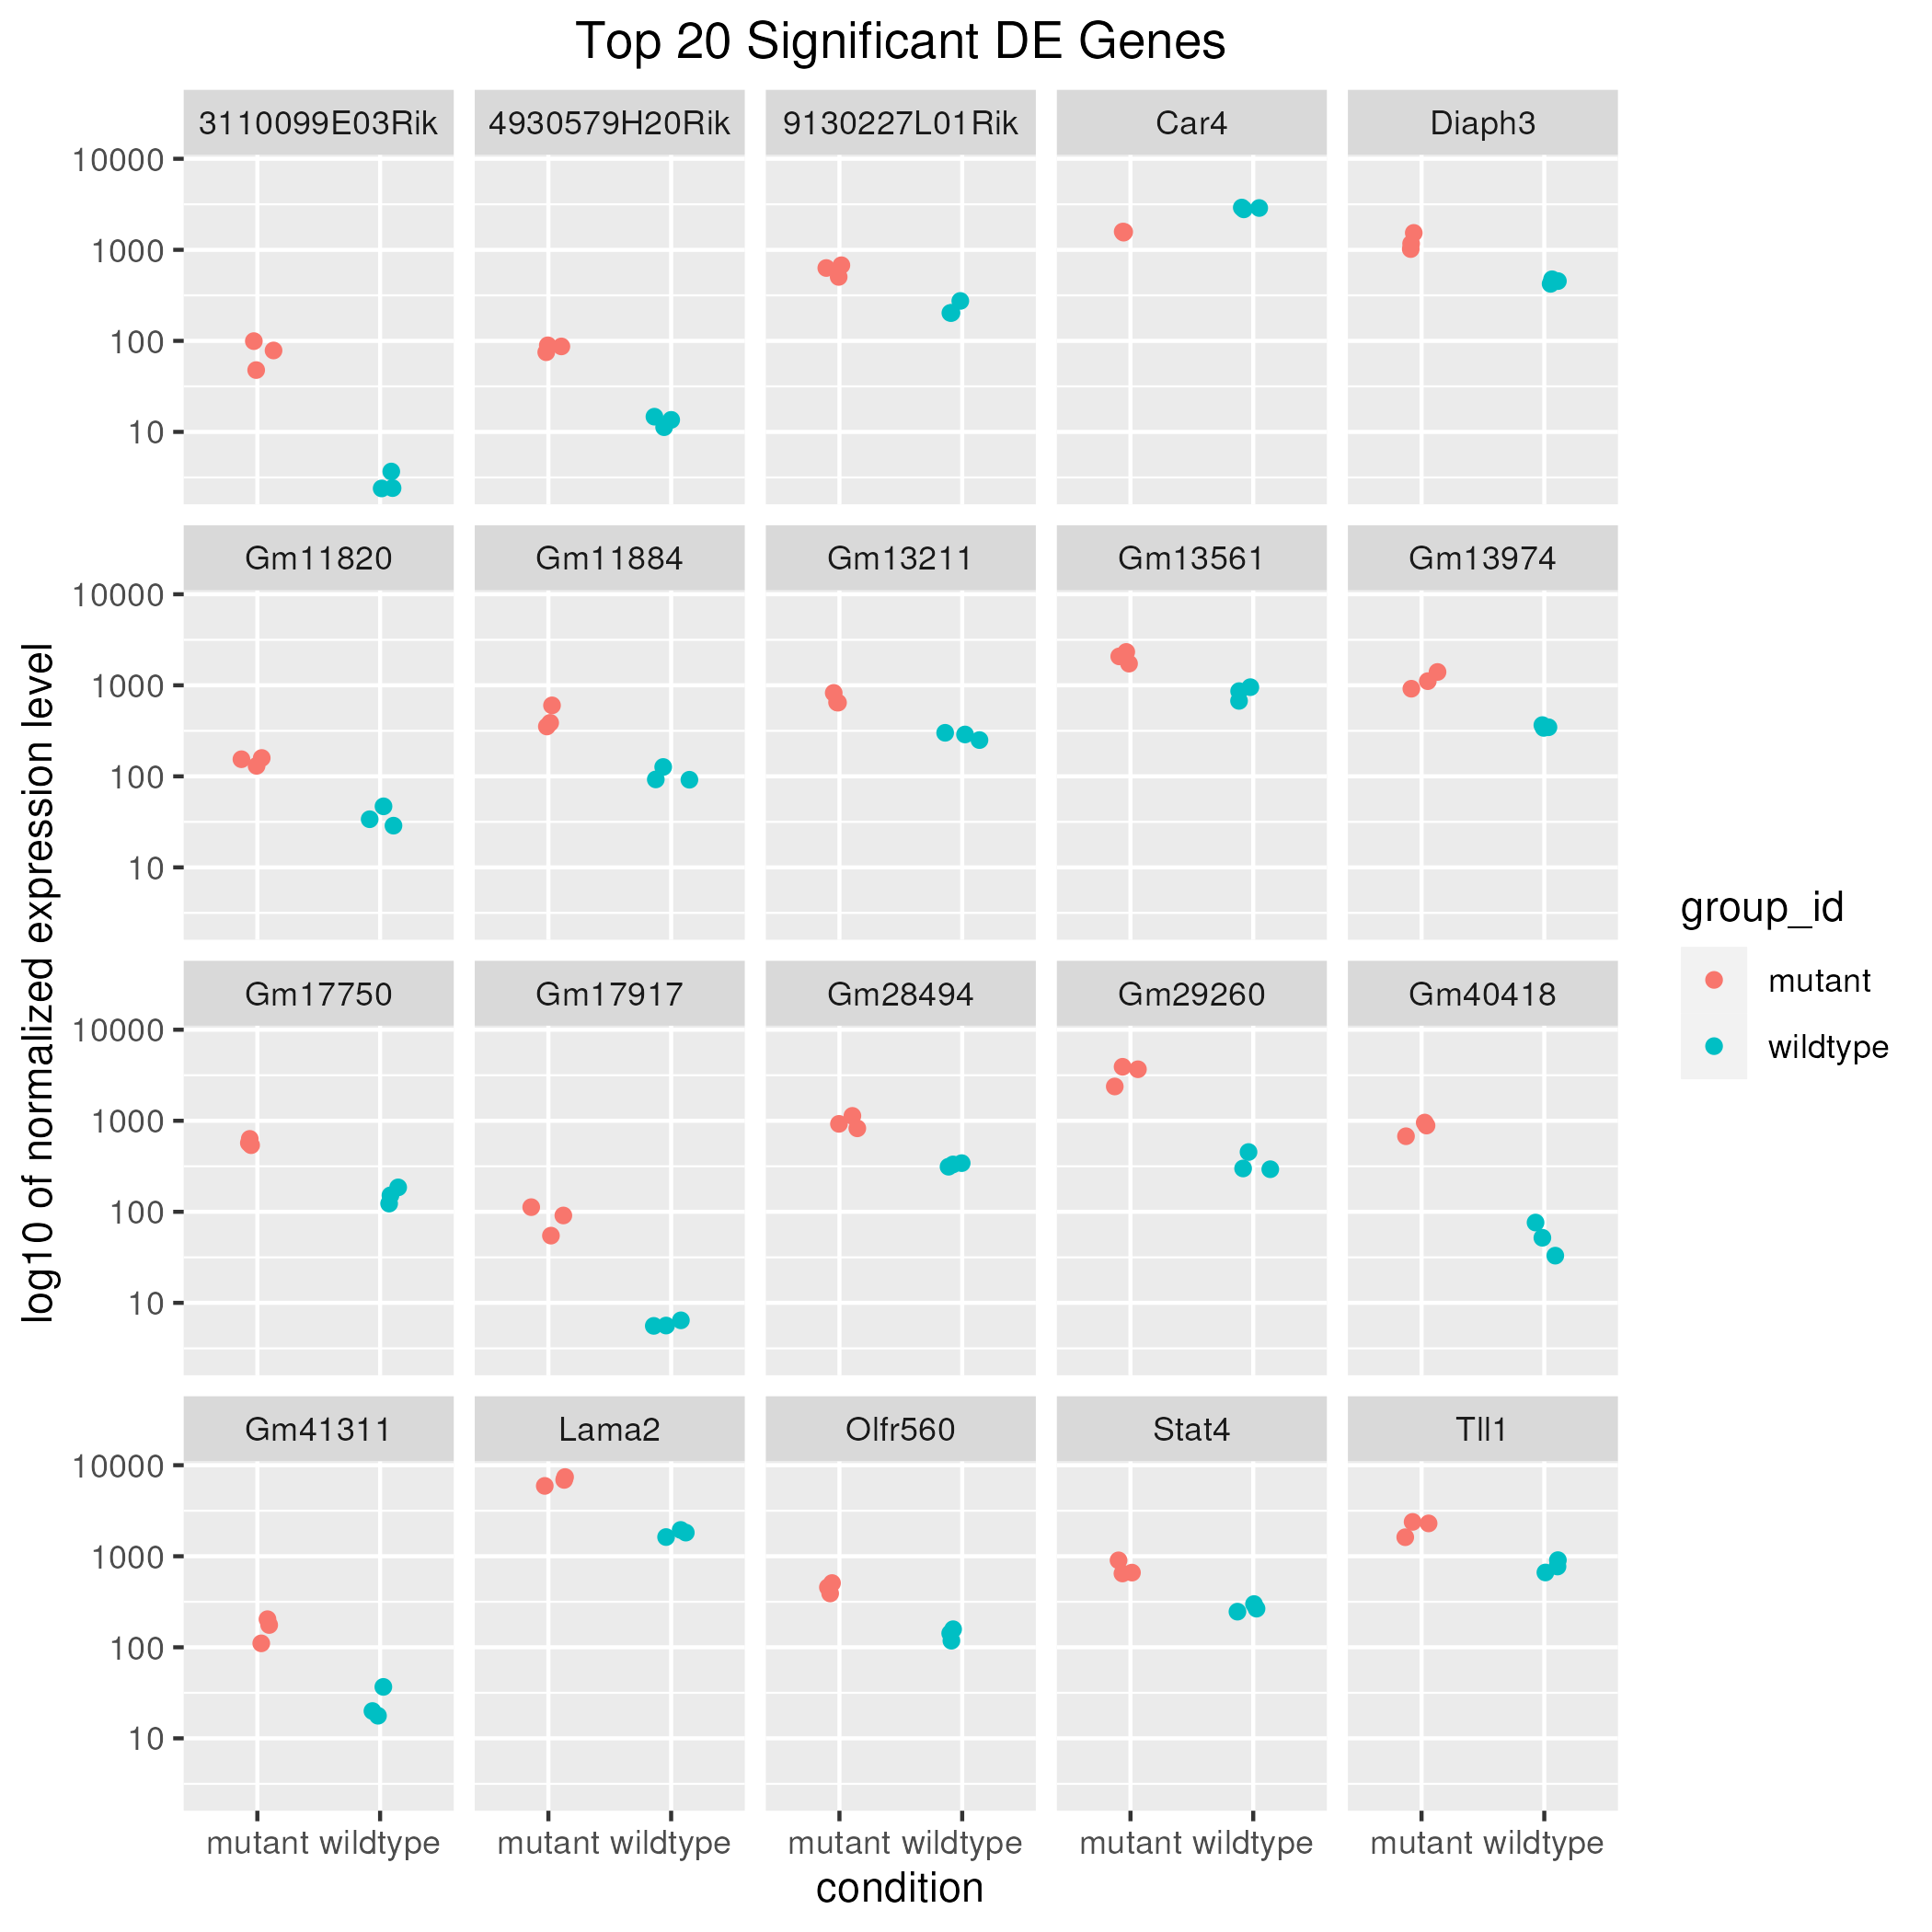 Top 20 Significant DE Genes
3110099E03Rik 4930579H20Rik 9130227L01Rik Car4 Diaph3
10000
1000
100
10
Gm11820 Gm11884 Gm13211 Gm13561 Gm13974
10000
1000
100
10
Gm17750 Gm17917 Gm28494 Gm29260 Gm40418
10000
1000
100
10
Gm41311 Lama2 Olfr560 Stat4 Tll1
10000
1000
100
10
mutant wildtype mutant wildtype mutant wildtype mutant wildtype mutant wildtype
condition
log10 of normalized expression level
group_id
mutant
wildtype